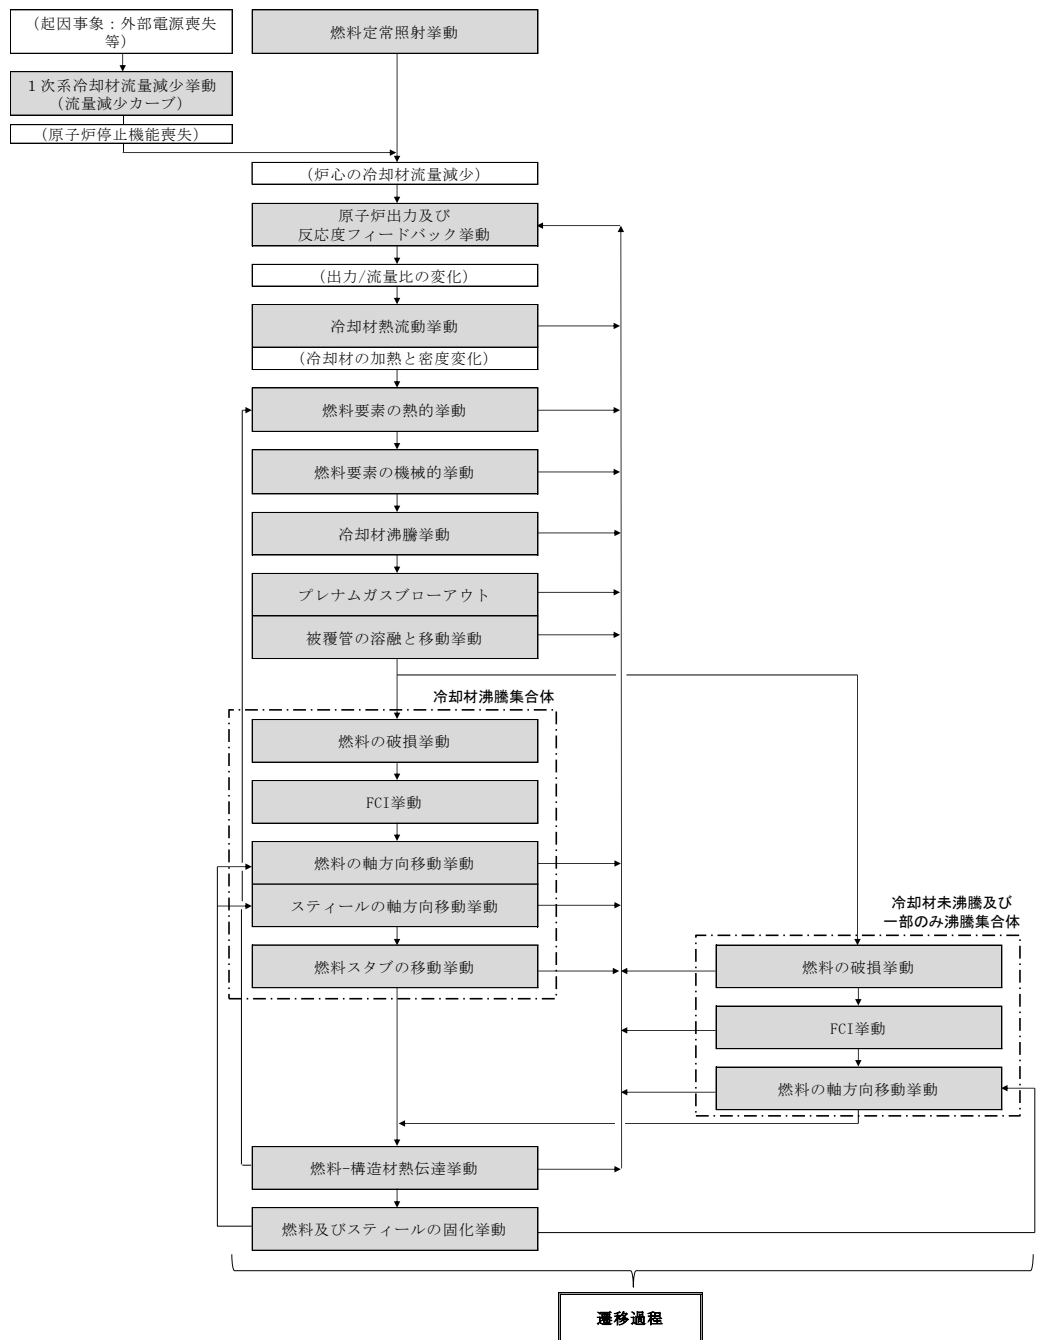 （起因事象：外部電源喪失
等）
燃料定常照射挙動
１次系冷却材流量減少挙動
（流量減少カーブ）
（原子炉停止機能喪失）
（炉心の冷却材流量減少）
原子炉出力及び
反応度フィードバック挙動
（出力/流量比の変化）
冷却材熱流動挙動
（冷却材の加熱と密度変化）
燃料要素の熱的挙動
燃料要素の機械的挙動
冷却材沸騰挙動
プレナムガスブローアウト
被覆管の溶融と移動挙動
冷却材沸騰集合体
燃料の破損挙動
FCI挙動
燃料の軸方向移動挙動
スティールの軸方向移動挙動
燃料スタブの移動挙動
冷却材未沸騰及び
一部のみ沸騰集合体
燃料の破損挙動
FCI挙動
燃料の軸方向移動挙動
燃料-構造材熱伝達挙動
燃料及びスティールの固化挙動
遷移過程